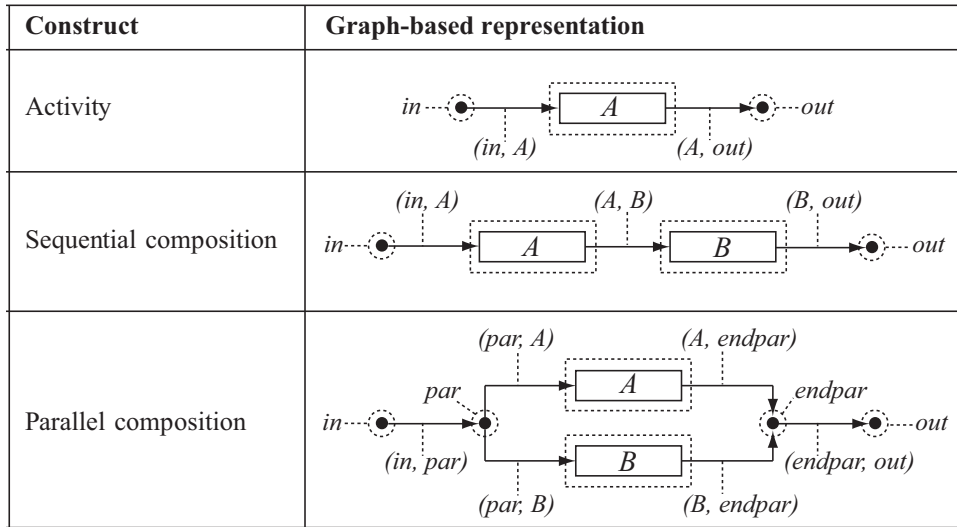 Construct Graph-based representation
Activity
in A out
(in, A) (A, out)
(in, A) (A, B) (B, out)
Sequential composition
in A B out
(par, A) (A, endpar)
par A endpar
Parallel composition
in out
(in, par) B (endpar, out)
(par, B) (B, endpar)